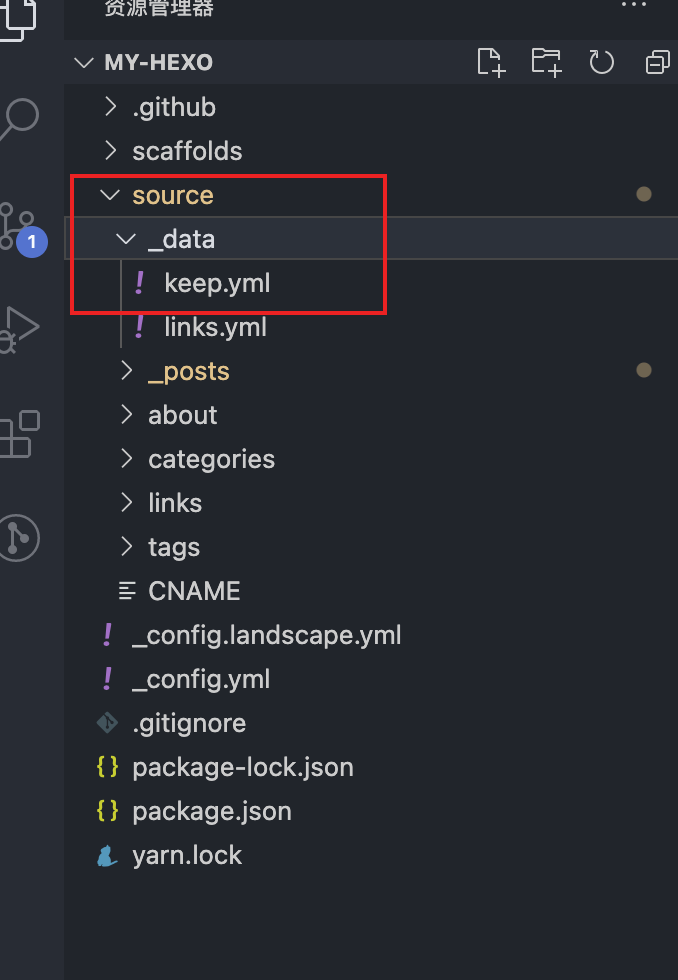 资源管理器
MY-HEXO
.github
scaffolds
source
_data
keep.yml
links.yml
1
_posts
about
categories
links
tags
CNAME
_config.landscape.yml
_config.yml
.gitignore
package-lock.json
package.json
yarn.lock